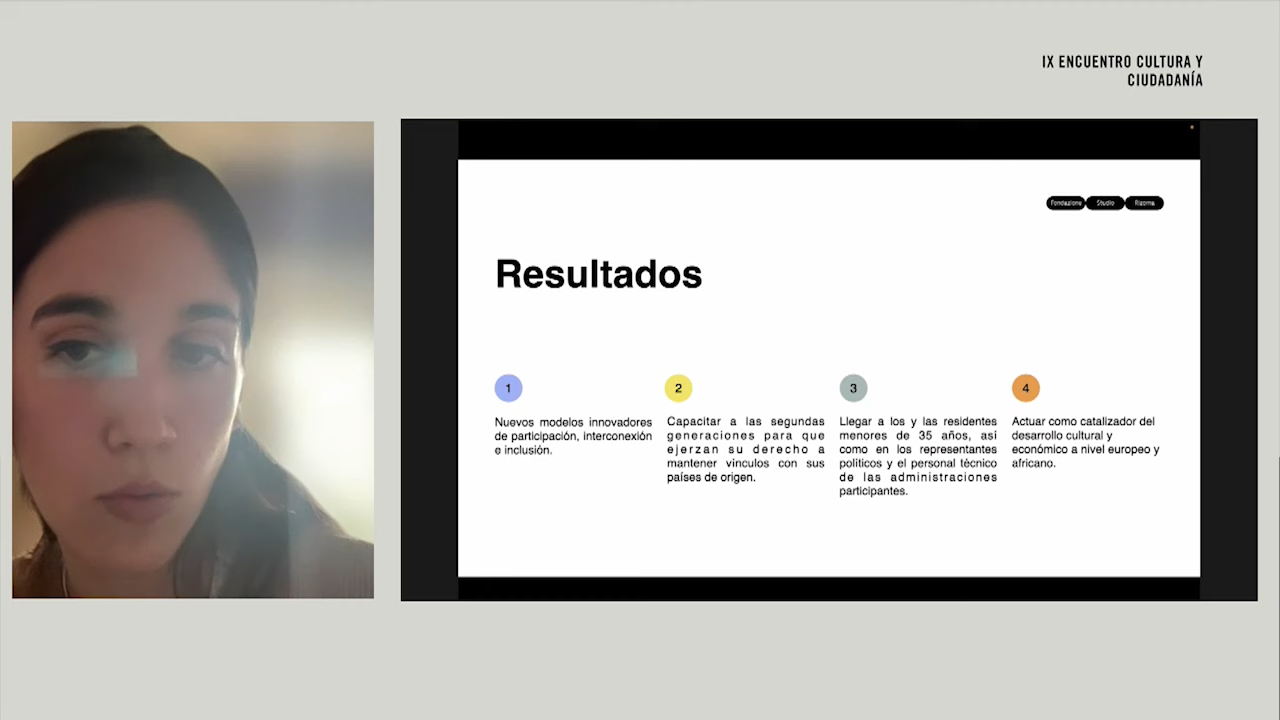 IX ENCUENTRO CULTURA Y
CIUDADANÍA
Fondazione Studio Rizoma
Resultados
1
Nuevos modelos innovadores
de participación, interconexión
e inclusión.
2
Capacitar a las segundas
generaciones para que
ejerzan su derecho a
mantener vínculos con sus
países de origen.
3
Llegar a los y las residentes
menores de 35 años, así
como en los representantes
políticos y el personal técnico
de las administraciones
participantes.
4
Actuar como catalizador del
desarrollo cultural y
económico a nivel europeo y
africano.